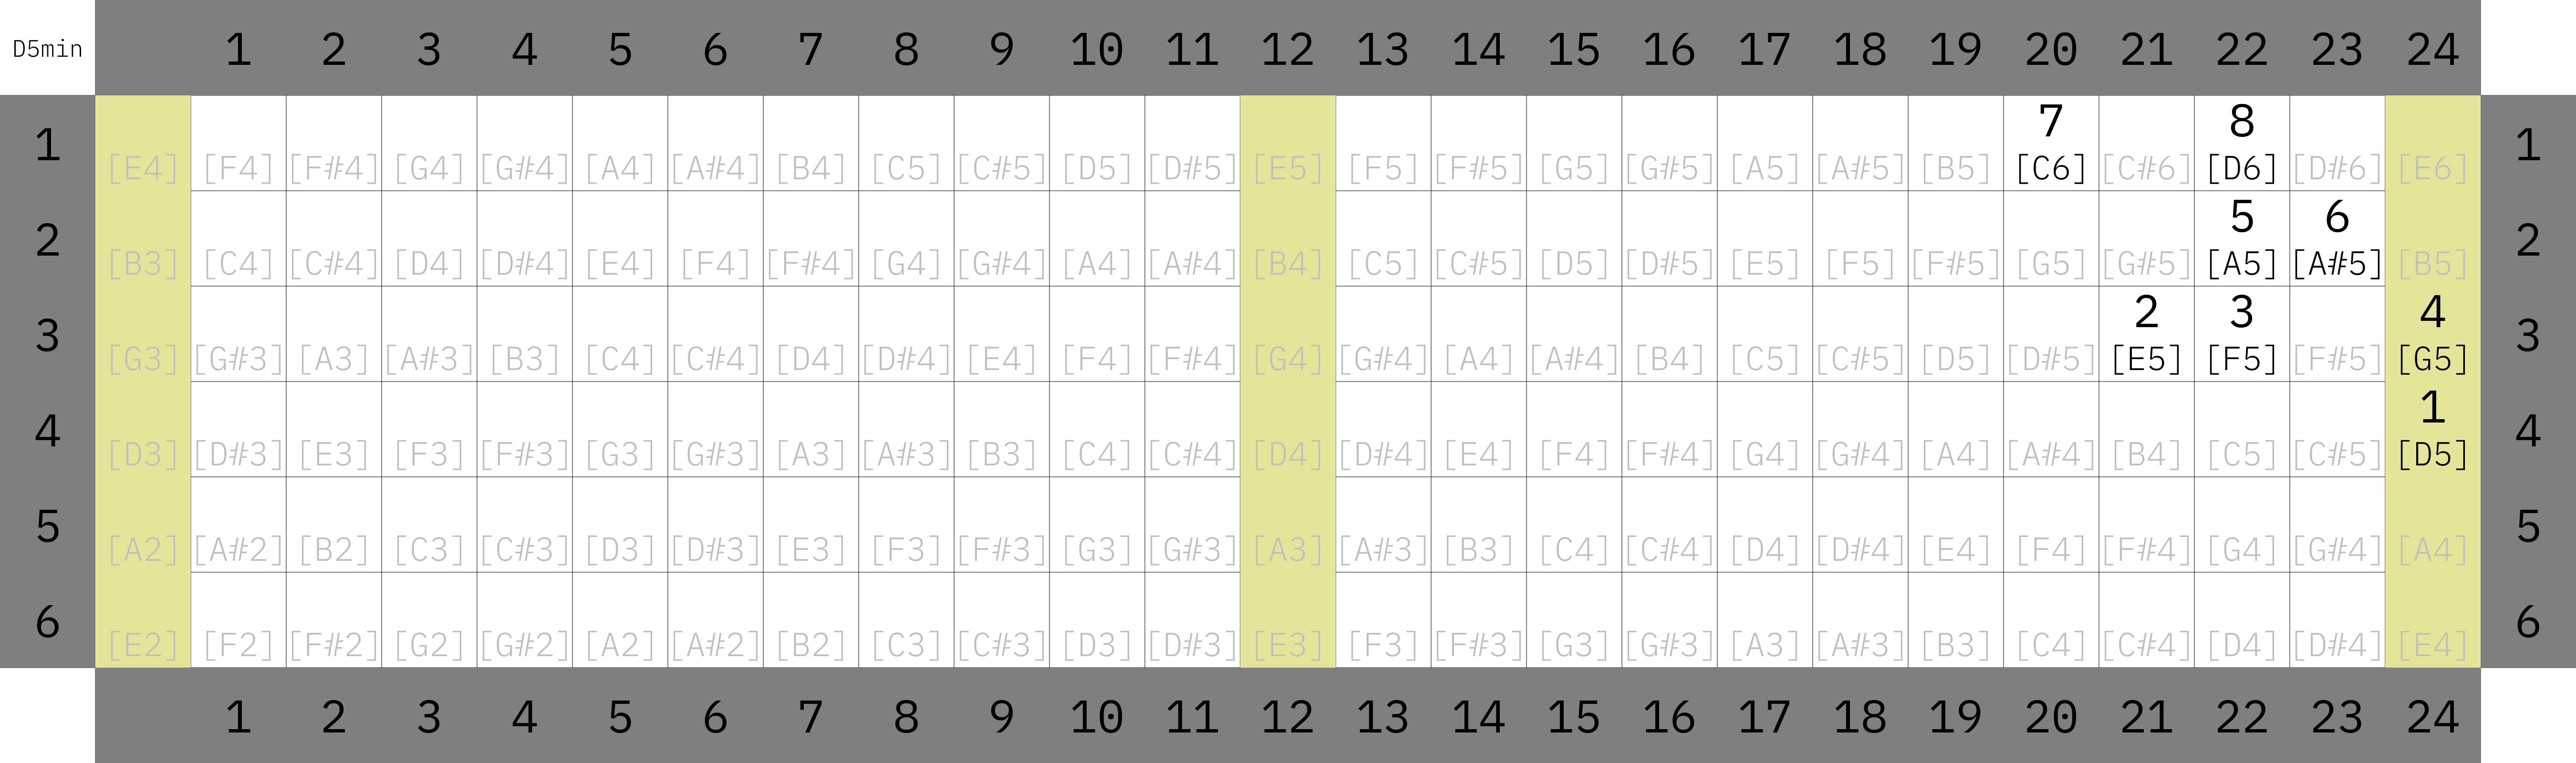 D5min 1 2 3 4 5 6 7 8 9 10 11 12 13 14 15 16 17 18 19 20 21 22 23 24
7 8
1 [E4] [F4] [F#4] [G4] [G#4] [A4] [A#4] [B4] [C5] [C#5] [D5] [D#5] [E5] [F5] [F#5] [G5] [G#5] [A5] [A#5] [B5] [C6] [C#6] [D6] [D#6] [E6] 1
5 6
2 [B3] [C4] [C#4] [D4] [D#4] [E4] [F4] [F#4] [G4] [G#4] [A4] [A#4] [B4] [C5] [C#5] [D5] [D#5] [E5] [F5] [F#5] [G5] [G#5] [A5] [A#5] [B5] 2
2 3 4
3 [G3] [G#3] [A3] [A#3] [B3] [C4] [C#4] [D4] [D#4] [E4] [F4] [F#4] [G4] [G#4] [A4] [A#4] [B4] [C5] [C#5] [D5] [D#5] [E5] [F5] [F#5] [G5] 3
1
4 [D3] [D#3] [E3] [F3] [F#3] [G3] [G#3] [A3] [A#3] [B3] [C4] [C#4] [D4] [D#4] [E4] [F4] [F#4] [G4] [G#4] [A4] [A#4] [B4] [C5] [C#5] [D5] 4
5 [A2] [A#2] [B2] [C3] [C#3] [D3] [D#3] [E3] [F3] [F#3] [G3] [G#3] [A3] [A#3] [B3] [C4] [C#4] [D4] [D#4] [E4] [F4] [F#4] [G4] [G#4] [A4] 5
6 [E2] [F2] [F#2] [G2] [G#2] [A2] [A#2] [B2] [C3] [C#3] [D3] [D#3] [E3] [F3] [F#3] [G3] [G#3] [A3] [A#3] [B3] [C4] [C#4] [D4] [D#4] [E4] 6
1 2 3 4 5 6 7 8 9 10 11 12 13 14 15 16 17 18 19 20 21 22 23 24